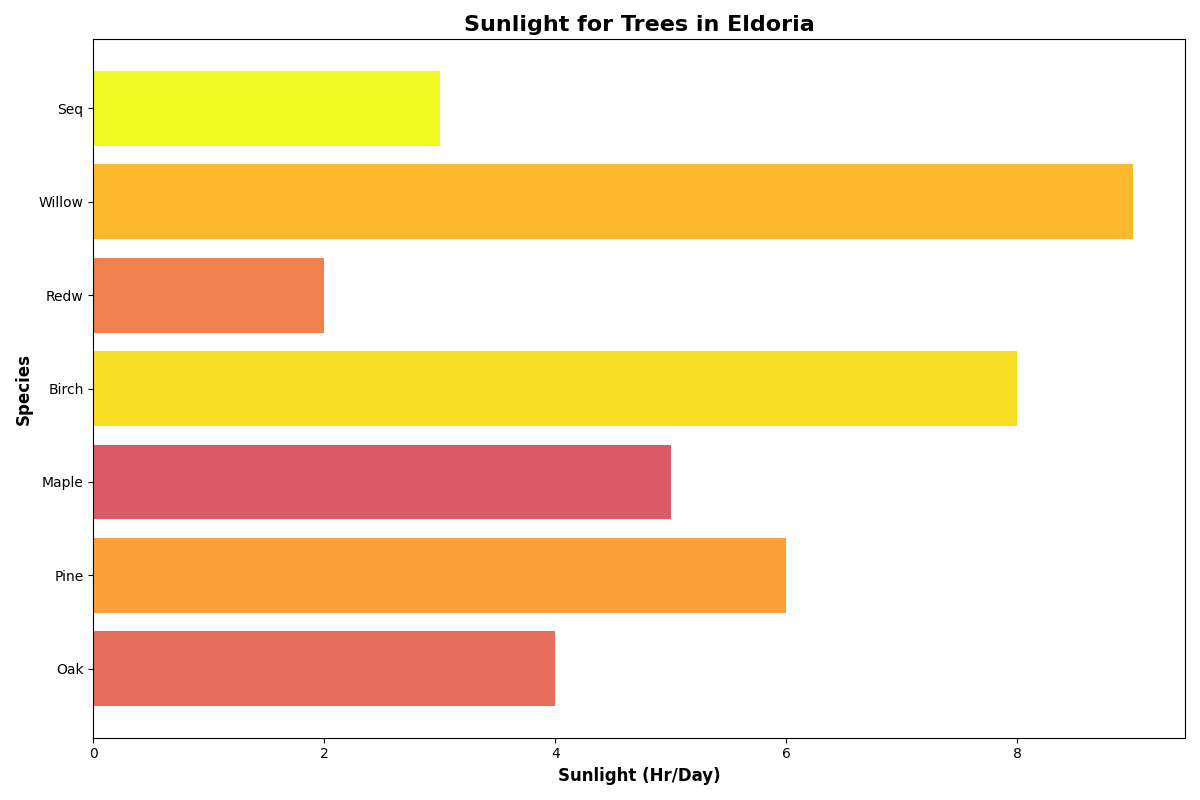 Sunlight for Trees in Eldoria
Species
Seq
Willow
Redw
Birch
Maple
Pine
Oak
0 2 4 6 8
Sunlight (Hr/Day)